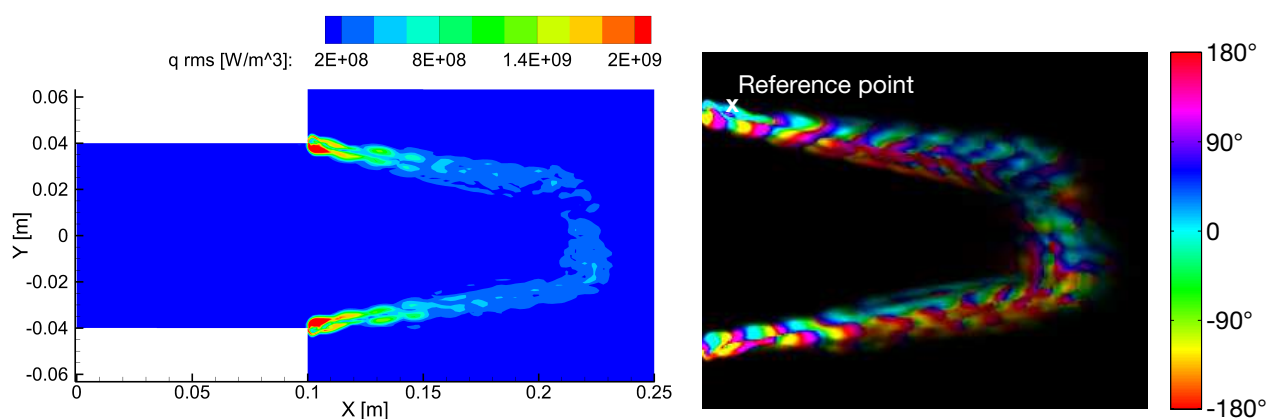 q rms [W/m^3]: 2E+08 8E+08 1.4E+09 2E+09
0.06
0.04
0.02
0
-0.02
-0.04
-0.06
Y [m]
0 0.05 0.1 0.15 0.2 0.25
X [m]
Reference point
x
180°
90°
0
-90°
-180°